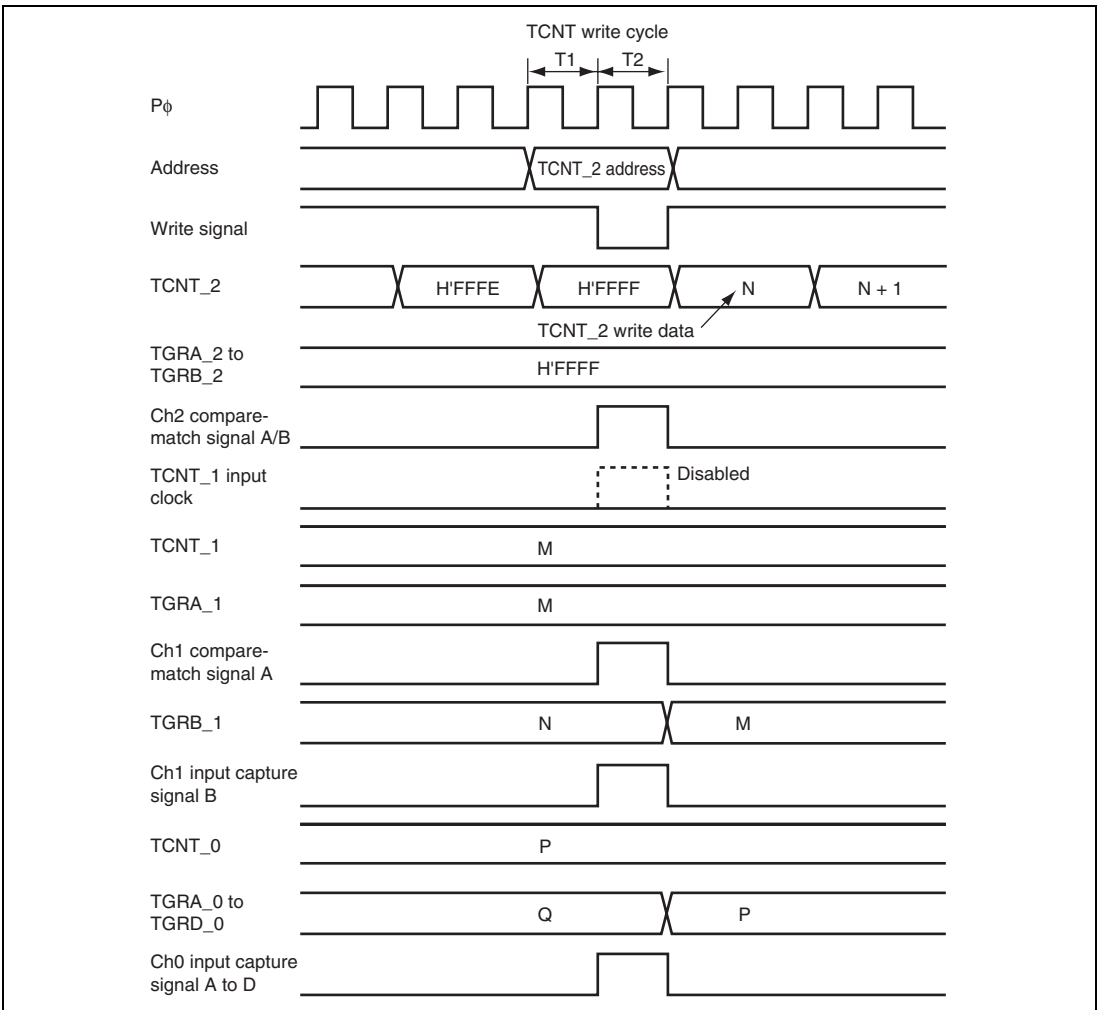 TCNT write cycle
T1 T2
Pϕ
Address
TCNT_2 address
Write signal
TCNT_2
H'FFFE H'FFFF N N + 1
TCNT_2 write data
TGRA_2 to
TGRB_2
H'FFFF
Ch2 compare-
match signal A/B
TCNT_1 input
clock
Disabled
TCNT_1
M
TGRA_1
M
Ch1 compare-
match signal A
TGRB_1
N M
Ch1 input capture
signal B
TCNT_0
P
TGRA_0 to
TGRD_0
Q P
Ch0 input capture
signal A to D